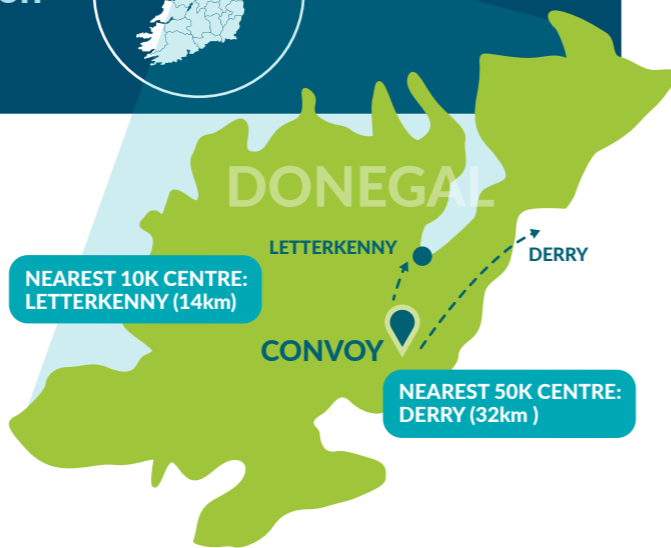 DONEGAL
LETTERKENNY
DERRY
NEAREST 10K CENTRE:
LETTERKENNY (14km)
CONVOY
NEAREST 50K CENTRE:
DERRY (32km )